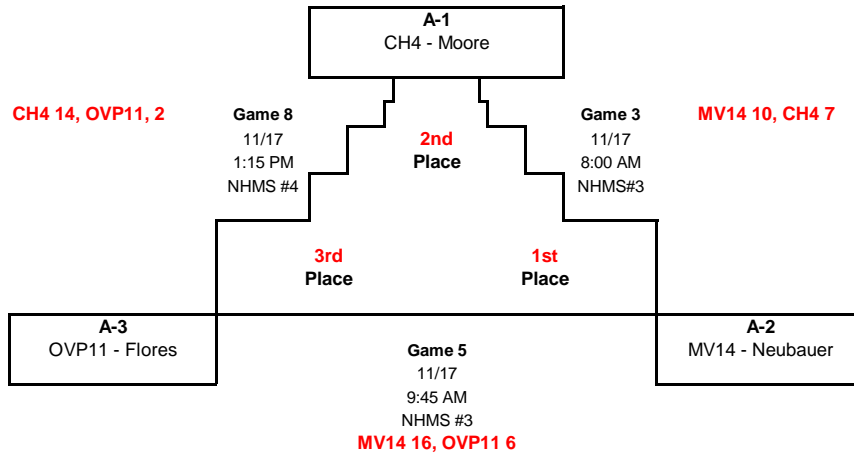 A-1
CH4 - Moore
CH4 14, OVP11, 2
Game 8
11/17
1:15 PM
NHMS #4
2nd
Place
Game 3
11/17
8:00 AM
NHMS#3
MV14 10, CH4 7
3rd
Place
1st
Place
A-3
OVP11 - Flores
Game 5
11/17
9:45 AM
NHMS #3
MV14 16, OVP11 6
A-2
MV14 - Neubauer